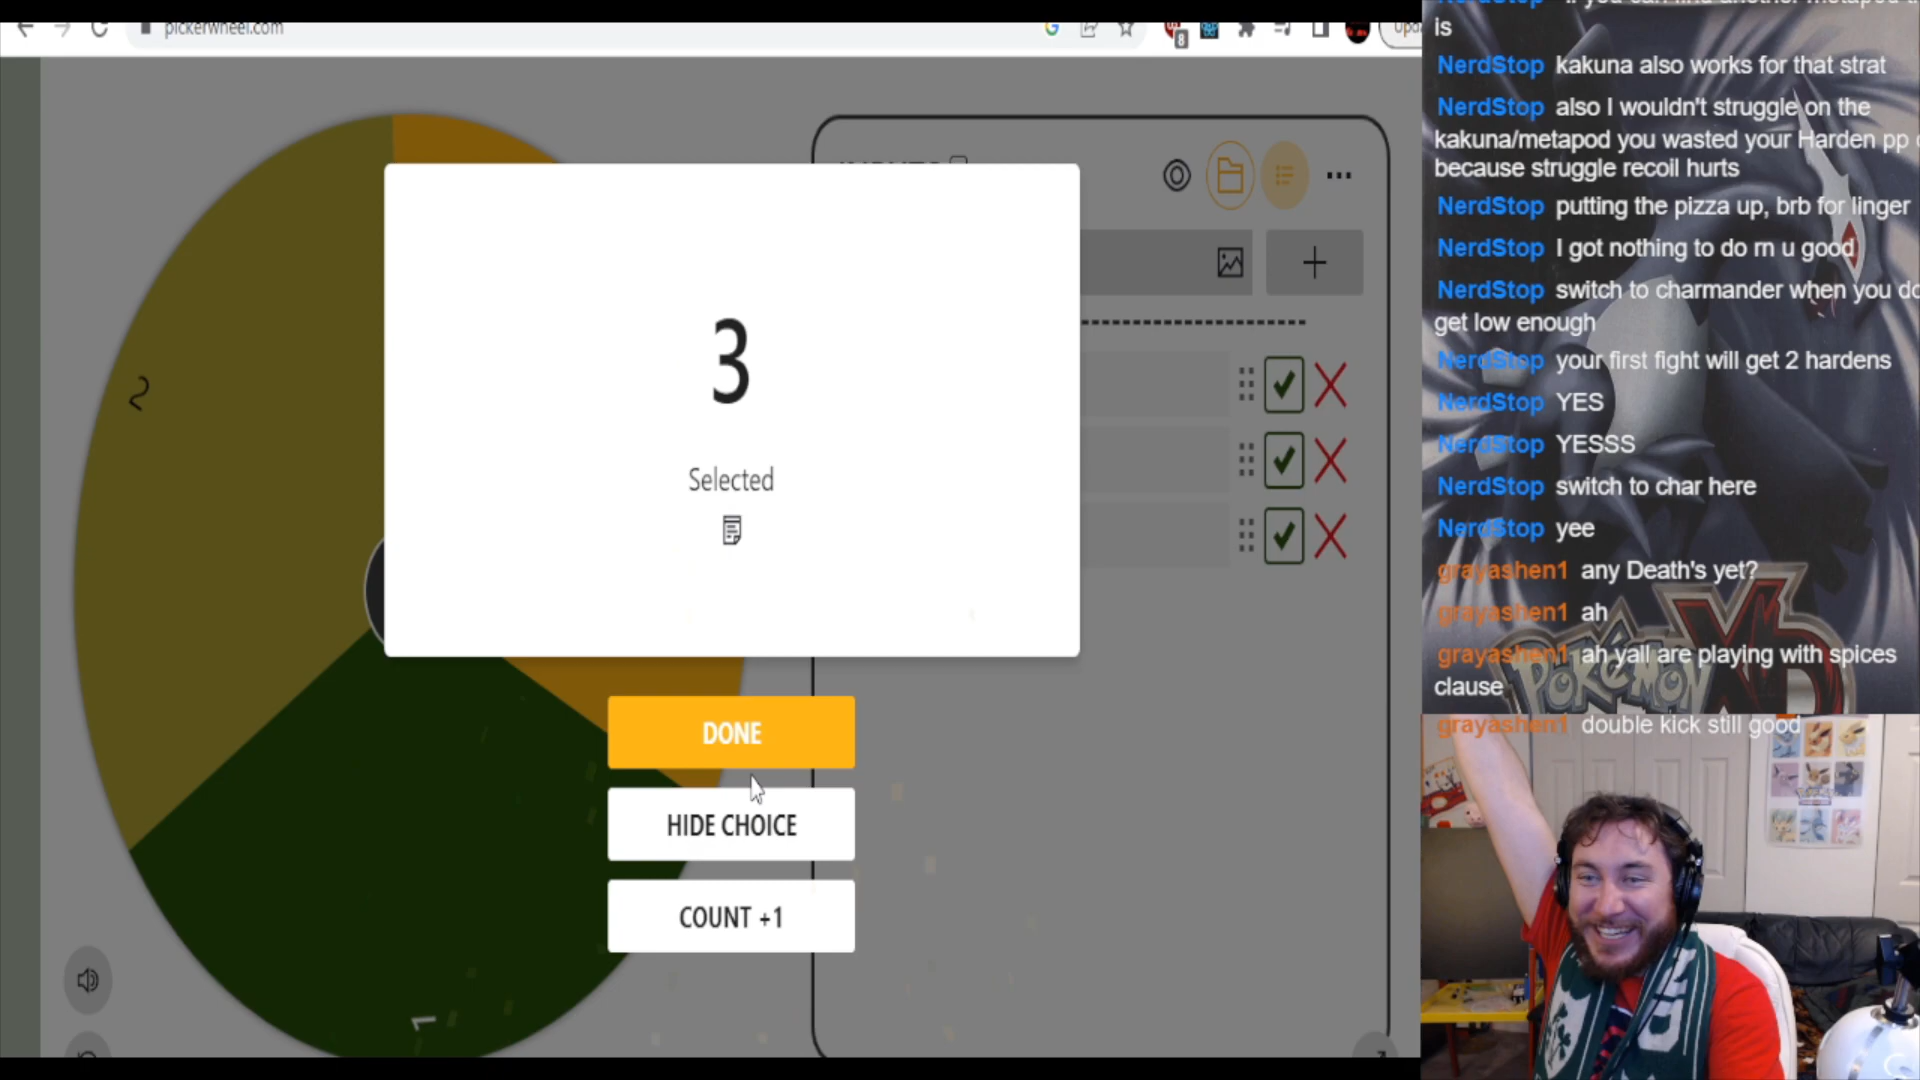 pickerwheel.com
8
2
3
Selected
DONE
HIDE CHOICE
COUNT +1
1
is
NerdStop kakuna also works for that strat
NerdStop also I wouldn't struggle on the
kakuna/metapod you wasted your Harden pp
because struggle recoil hurts
NerdStop putting the pizza up, brb for linger
NerdStop I got nothing to do rn u good
NerdStop switch to charmander when you do
get low enough
NerdStop your first fight will get 2 hardens
NerdStop YES
NerdStop YESSS
NerdStop switch to char here
NerdStop yee
grayashen1 any Death's yet?
grayashen1 ah
grayashen1 ah yall are playing with spices
clause
POKéMON XD
grayashen1 double kick still good